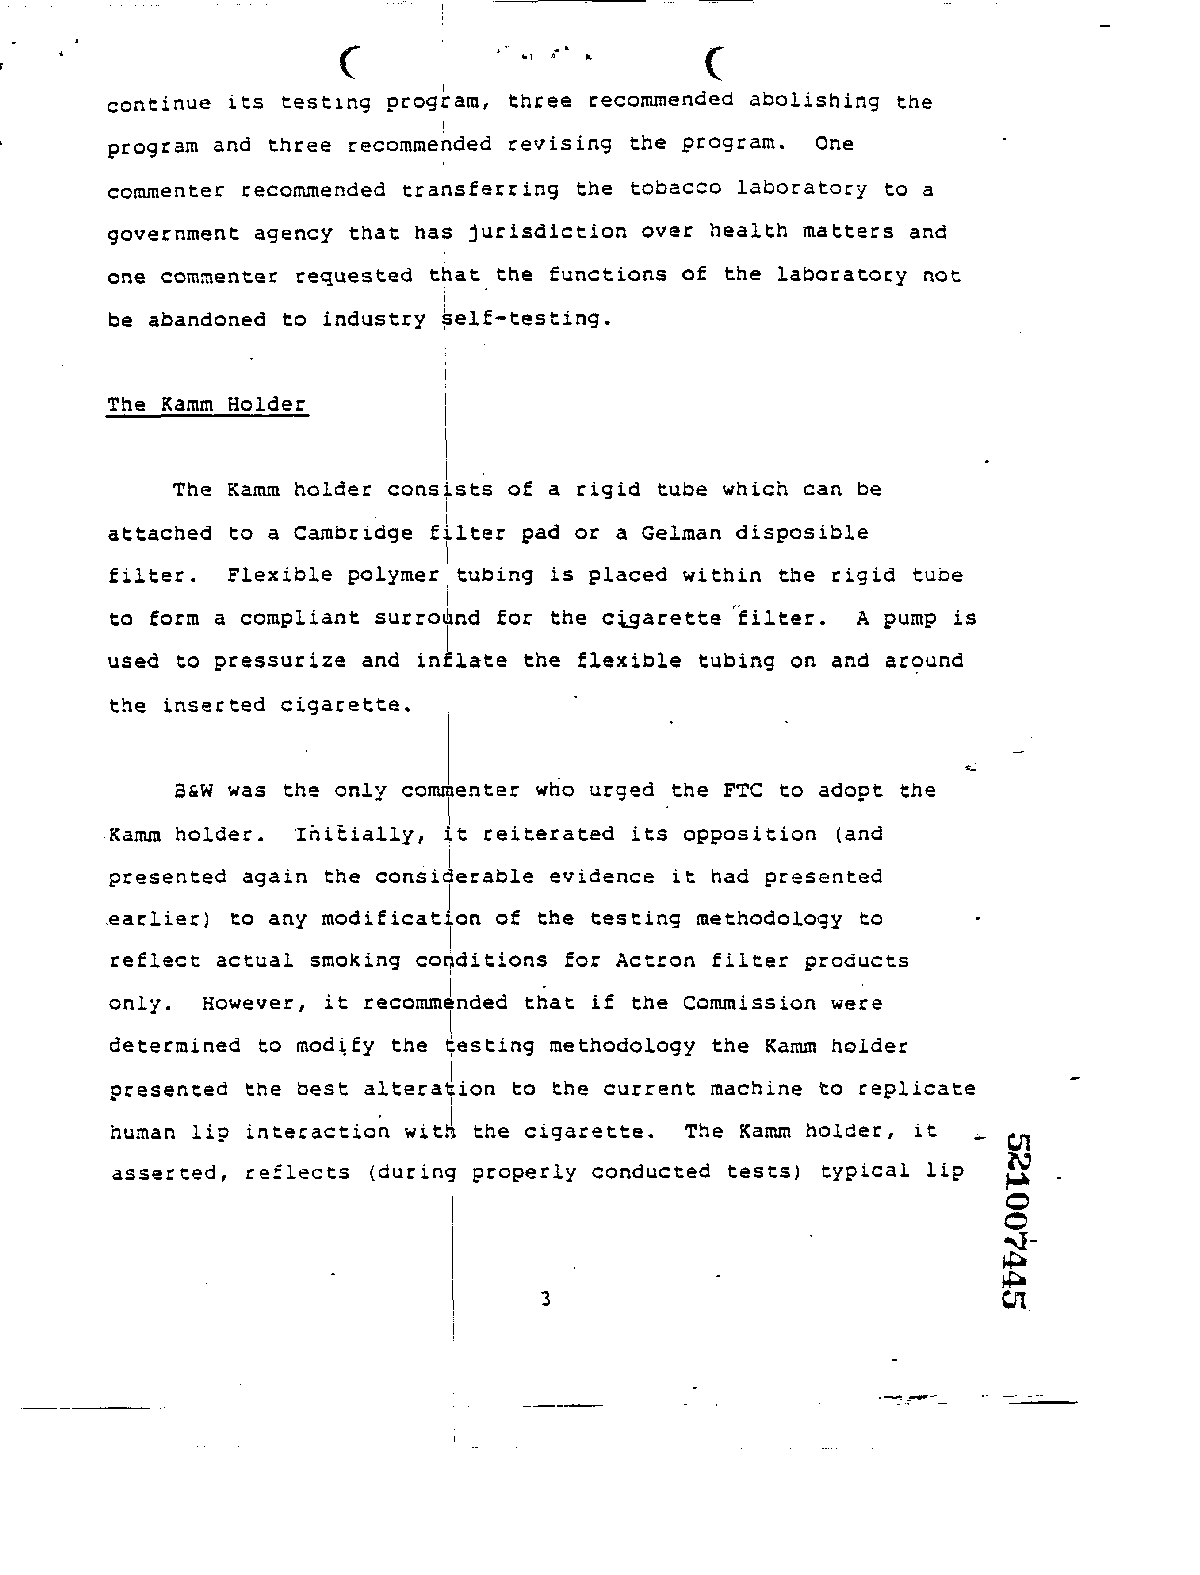 continue its testing program, three recommended abolishing the
program and three recommended revising the program. One
commenter recommended transferring the tobacco laboratory to a
government agency that has jurisdiction over health matters and
one commenter requested that the functions of the laboratory not
be abandoned to industry self-testing.
The Kamm Holder
The Kamm holder consists of a rigid tube which can be
attached to a Cambridge filter pad or a Gelman disposible
filter. Flexible polymer tubing is placed within the rigid tube
to form a compliant surround for the cigarette filter. A pump is
used to pressurize and inflate the flexible tubing on and around
the inserted cigarette.
B&W was the only commenter who urged the FTC to adopt the
Kamm holder. Initially, it reiterated its opposition (and
presented again the considerable evidence it had presented
earlier) to any modification of the testing methodology to
reflect actual smoking conditions for Actron filter products
only. However, it recommended that if the Commission were
determined to modify the testing methodology the Kamm holder
presented the best alteration to the current machine to replicate
human lip interaction with the cigarette. The Kamm holder, it
asserted, reflects (during properly conducted tests) typical lip
3
521007445